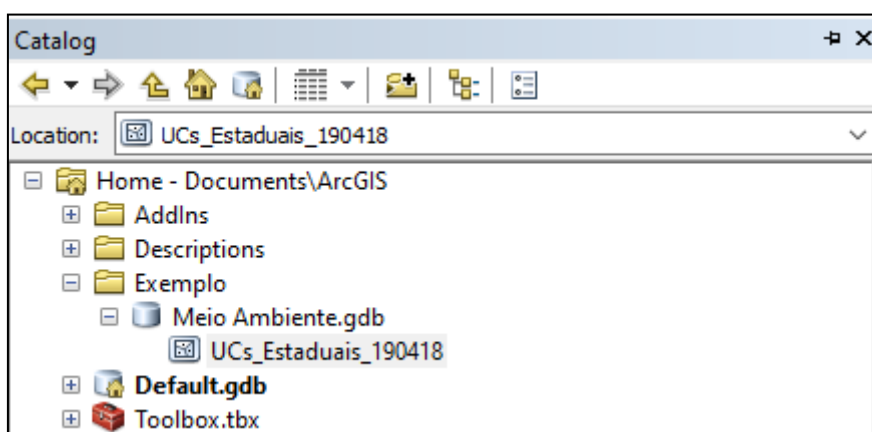 Catalog
Location: UCs_Estaduais_190418
Home - Documents\ArcGIS
AddIns
Descriptions
Exemplo
Meio Ambiente.gdb
UCs_Estaduais_190418
Default.gdb
Toolbox.tbx